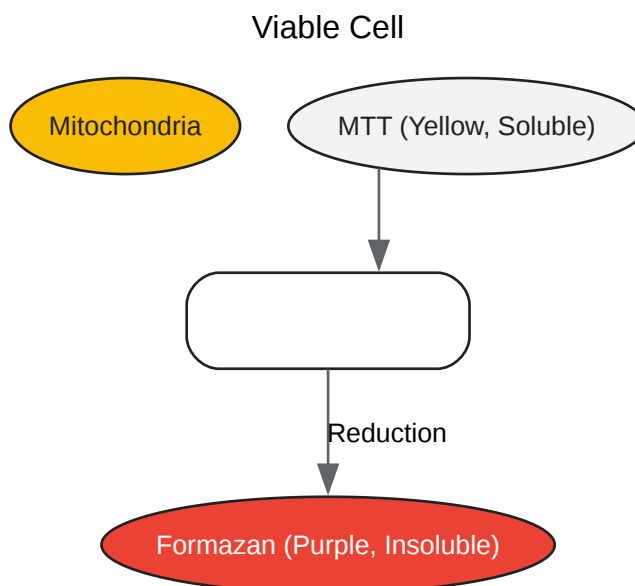 Viable Cell
Mitochondria
MTT (Yellow, Soluble)
Reduction
Formazan (Purple, Insoluble)